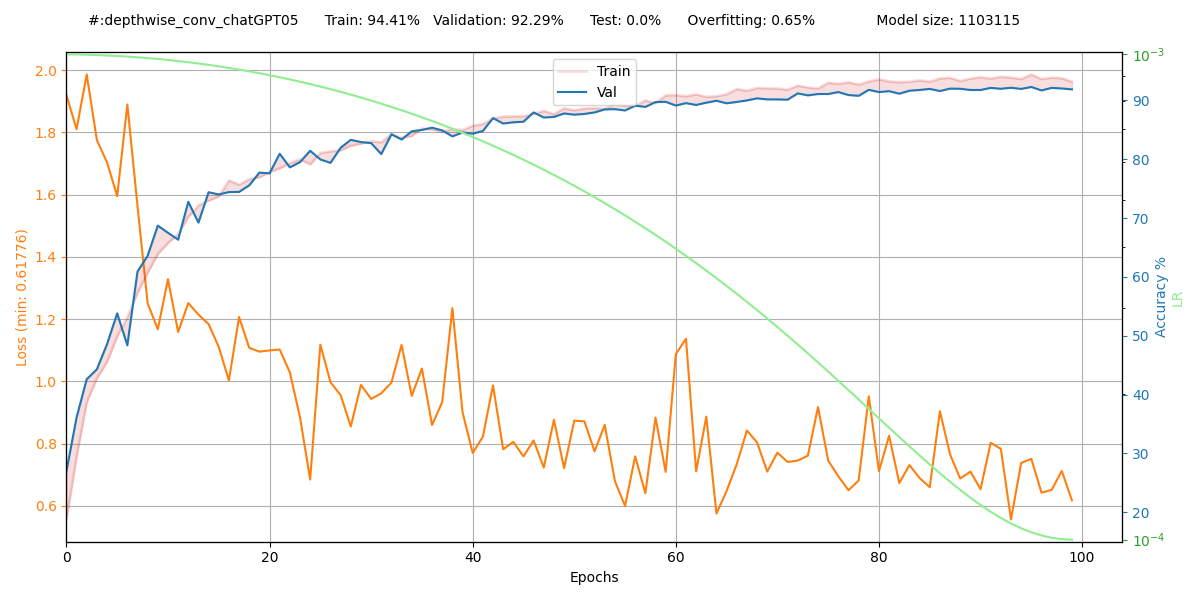 #:depthwise_conv_chatGPT05 Train: 94.41% Validation: 92.29% Test: 0.0% Overfitting: 0.65% Model size: 1103115
Train
Val
2.0
1.8
1.6
1.4
1.2
1.0
0.8
0.6
Loss (min: 0.61776)
0 20 40 60 80 100
Epochs
90
80
70
60
50
40
30
20
Accuracy %
10⁻³
10⁻⁴
LR